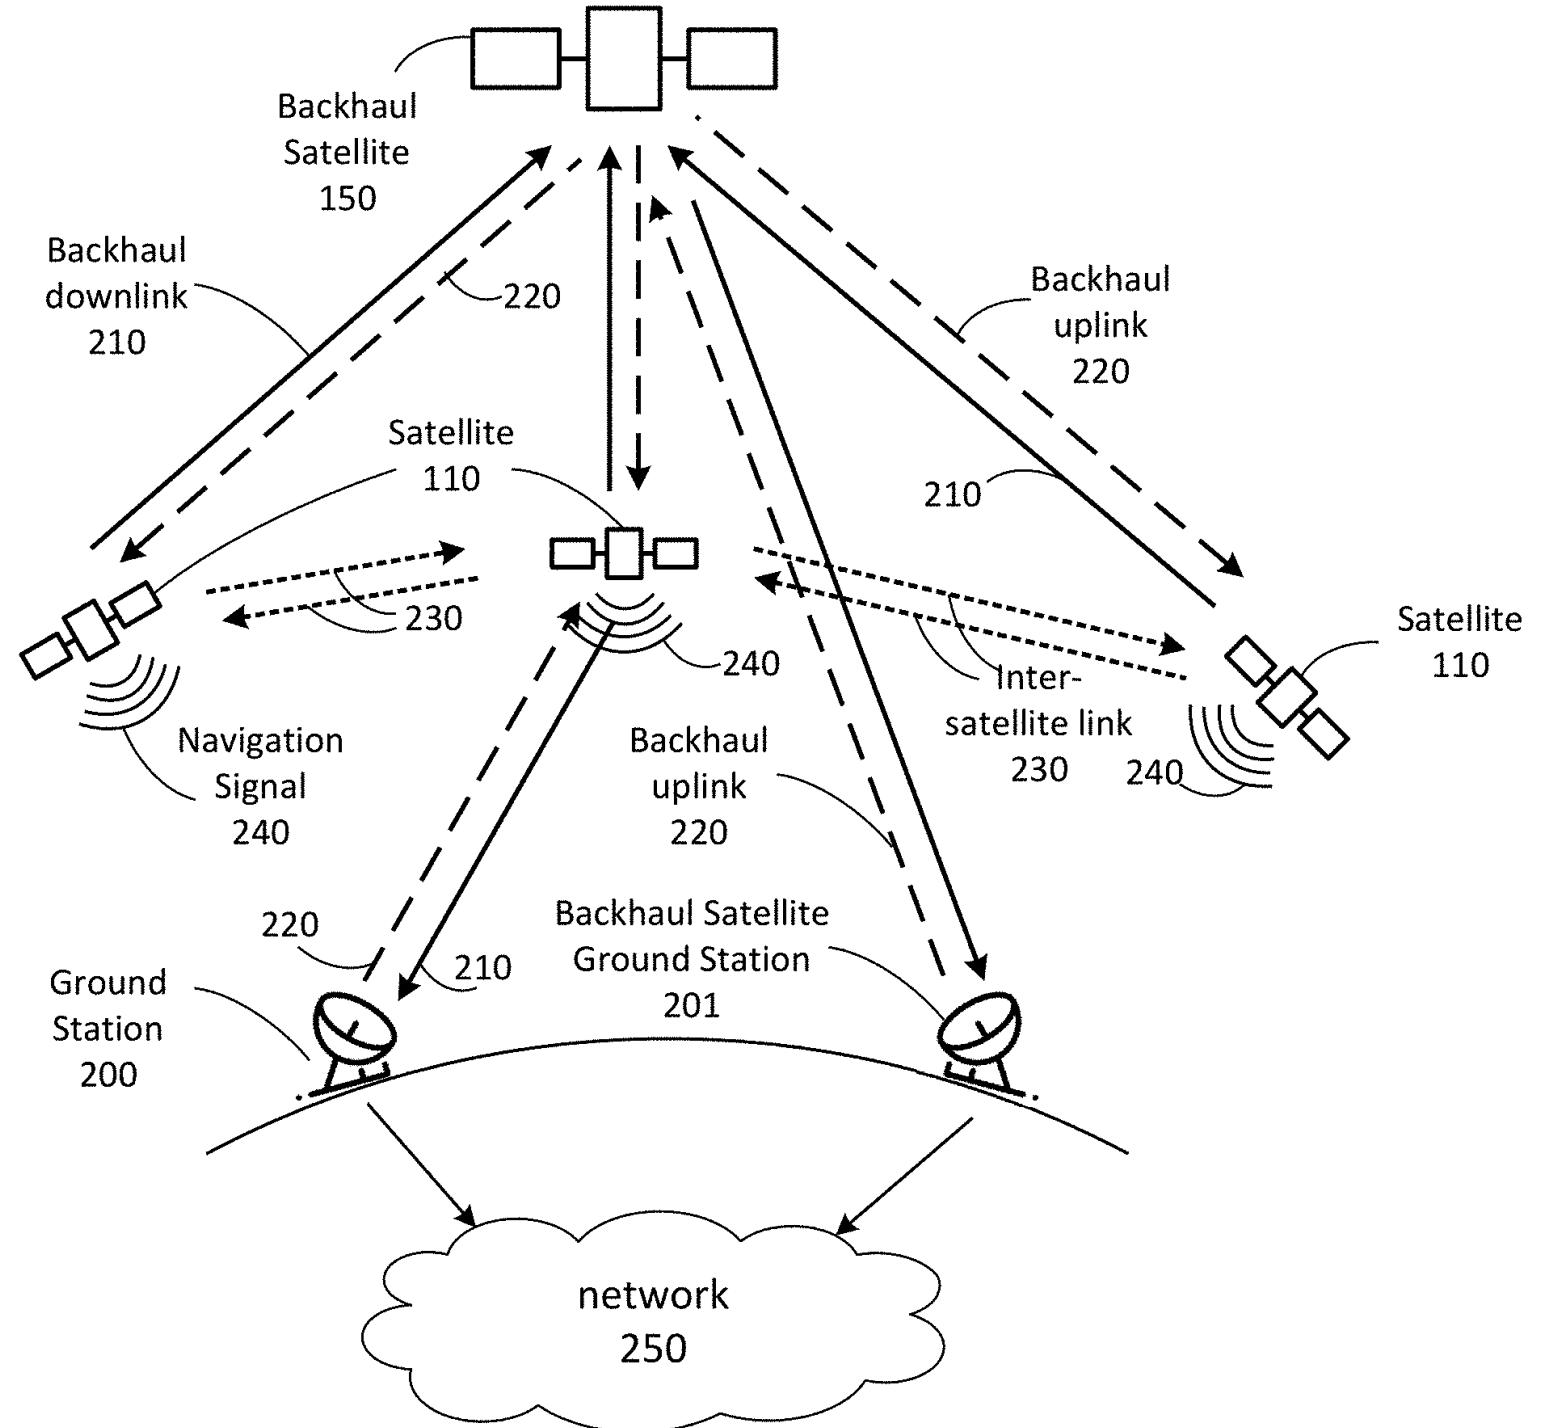 Backhaul
Satellite
150
Backhaul
downlink
210
220
Backhaul
uplink
220
Satellite
110
210
230
240
Satellite
110
Inter-
satellite link
230
240
Navigation
Signal
240
Backhaul
uplink
220
220
210
Backhaul Satellite
Ground Station
201
Ground
Station
200
network
250